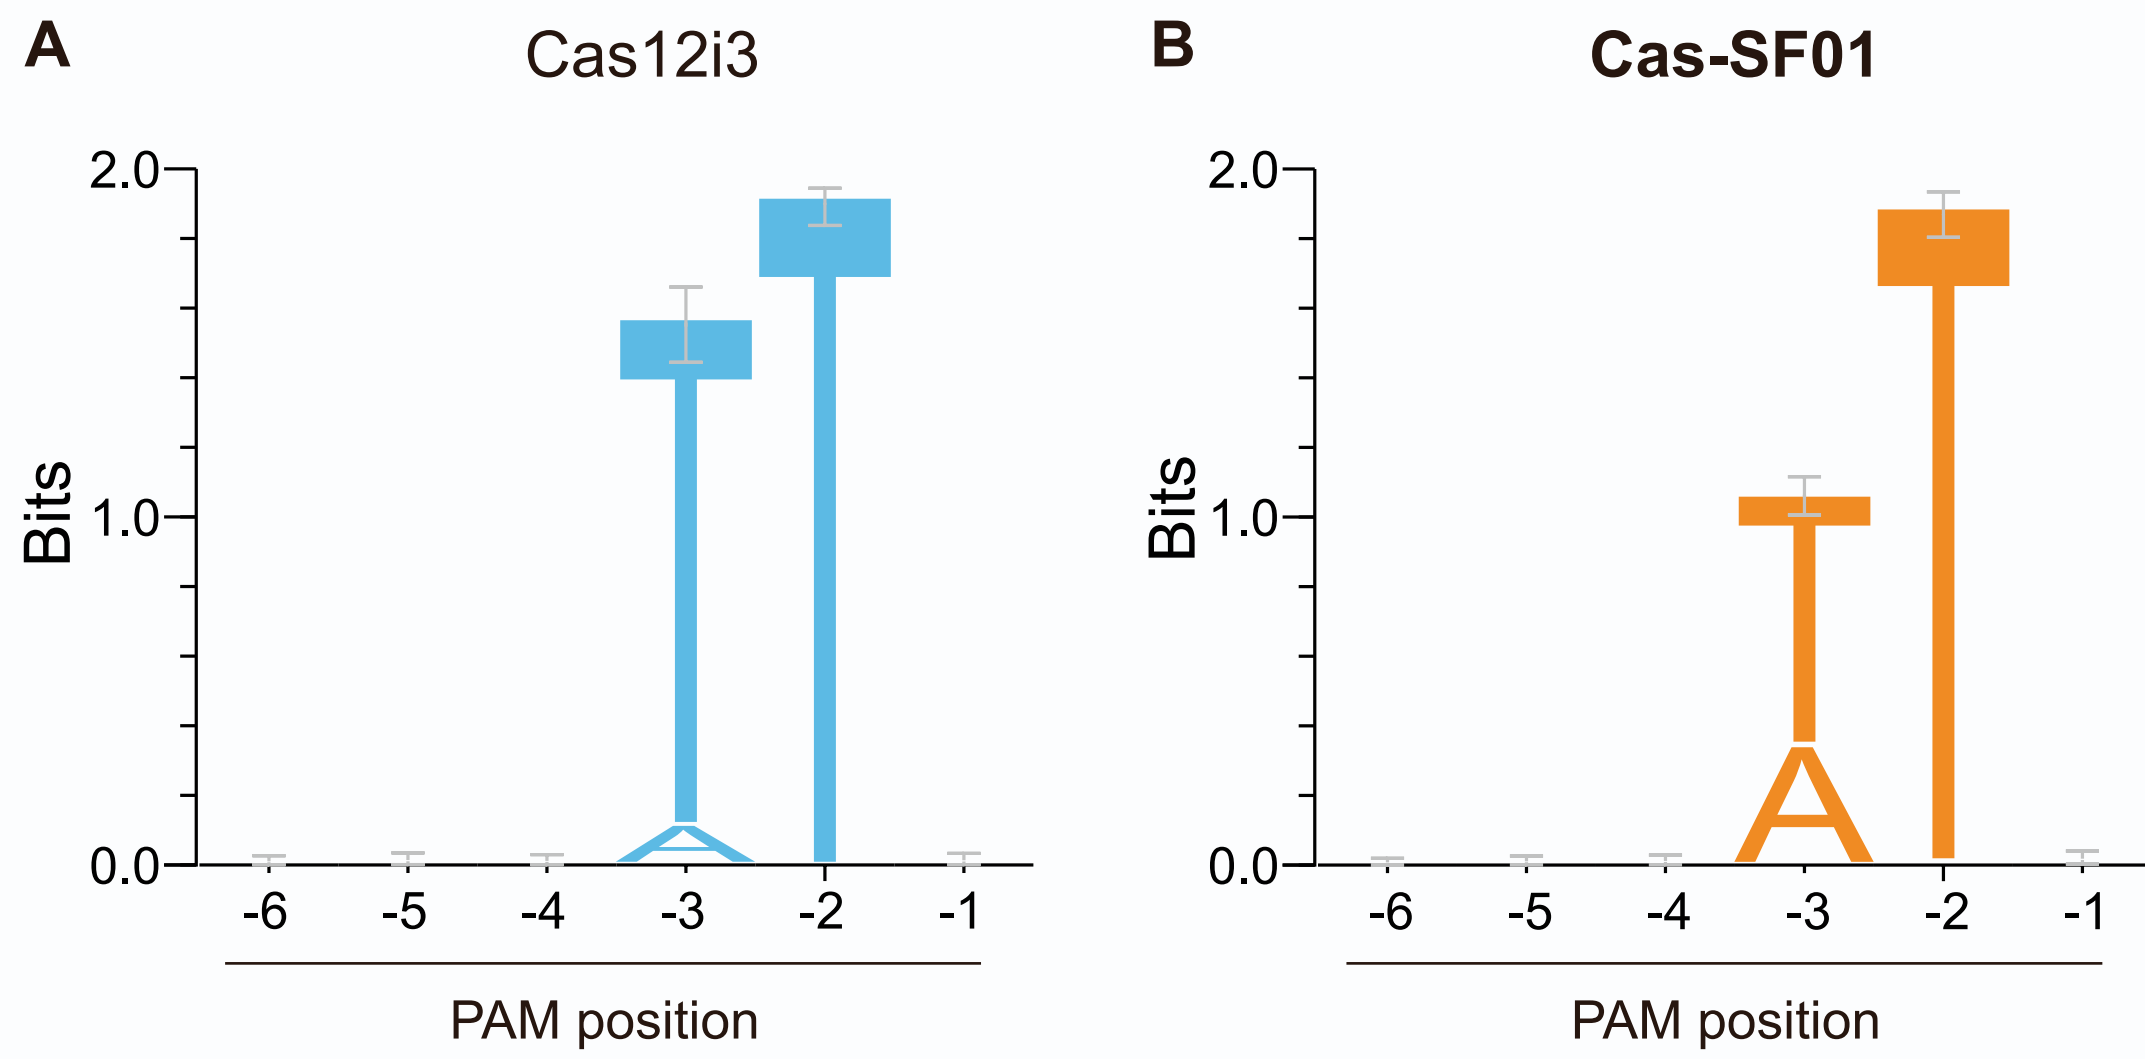 A
Cas12i3
2.0
1.0
0.0
Bits
T
A
T
-6 -5 -4 -3 -2 -1
PAM position
B
Cas-SF01
2.0
1.0
0.0
Bits
T
A
T
-6 -5 -4 -3 -2 -1
PAM position